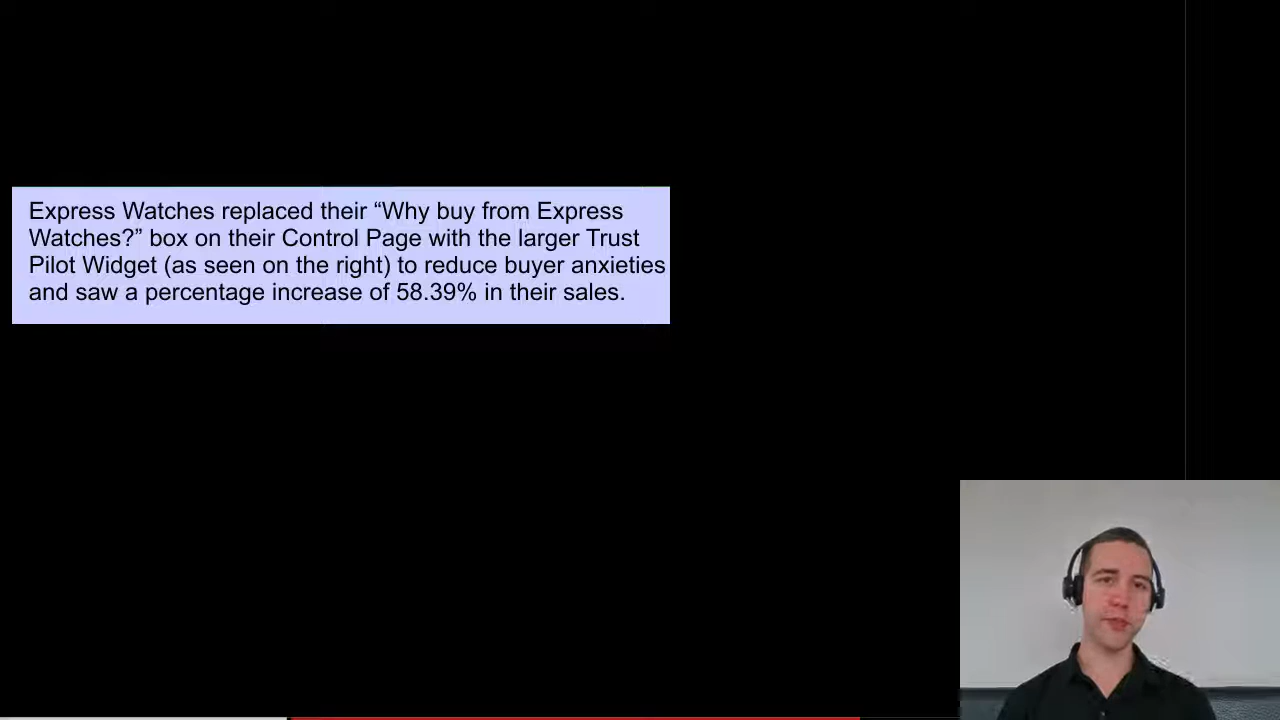 Express Watches replaced their “Why buy from Express
Watches?” box on their Control Page with the larger Trust
Pilot Widget (as seen on the right) to reduce buyer anxieties
and saw a percentage increase of 58.39% in their sales.